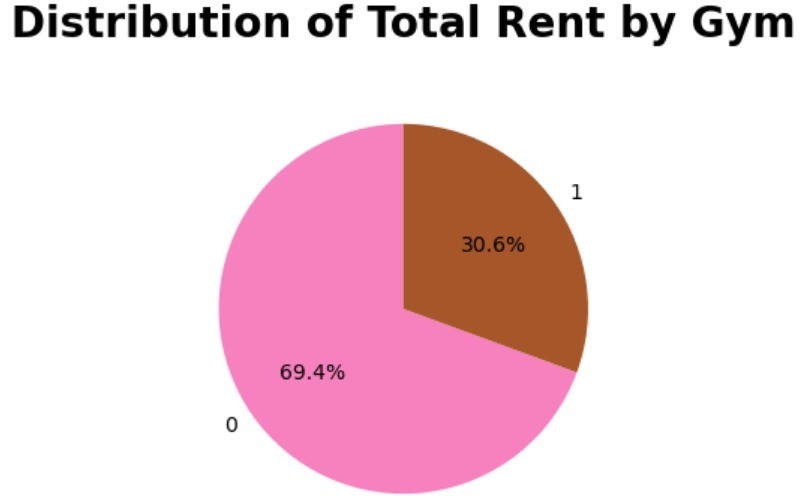 Distribution of Total Rent by Gym
1
30.6%
69.4%
0